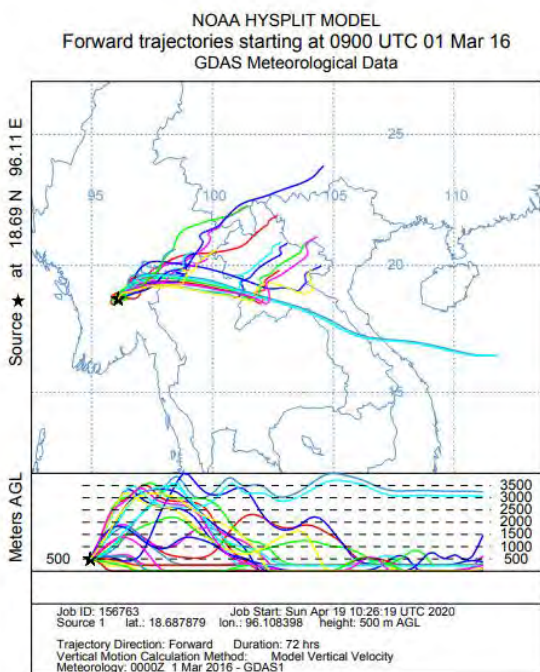 NOAA HYSPLIT MODEL
Forward trajectories starting at 0900 UTC 01 Mar 16
GDAS Meteorological Data
Source ★ at 18.69 N 96.11 E
25
95 100 105 110
20
15
Meters AGL
500
3500
3000
2500
2000
1500
1000
500
Job ID: 156763 Job Start: Sun Apr 19 10:26:19 UTC 2020
Source 1 lat.: 18.687879 lon.: 96.108398 height: 500 m AGL
Trajectory Direction: Forward Duration: 72 hrs
Vertical Motion Calculation Method: Model Vertical Velocity
Meteorology: 0000Z 1 Mar 2016 - GDAS1